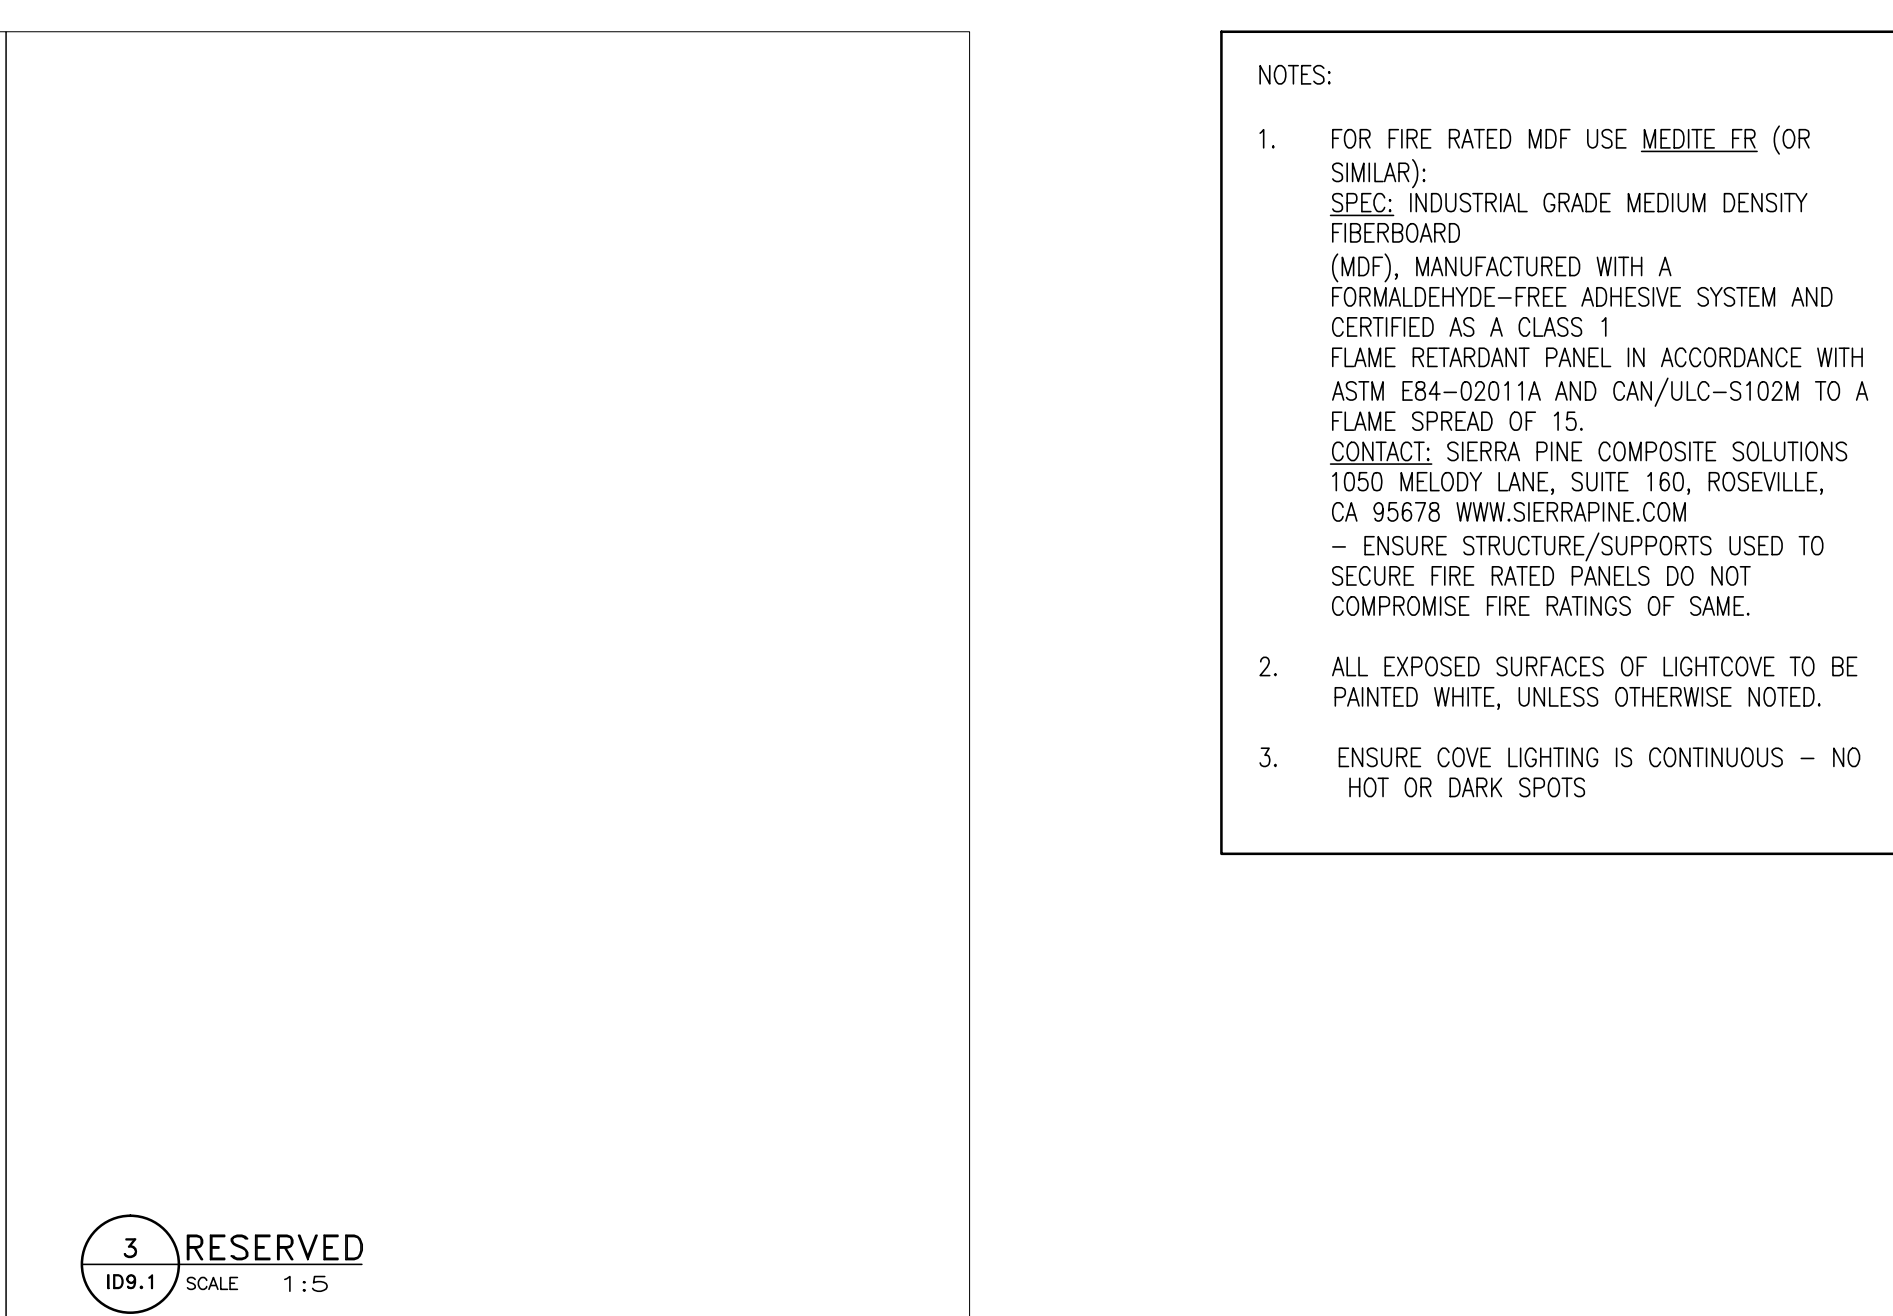 NOTES:
1. FOR FIRE RATED MDF USE MEDITE FR (OR
SIMILAR):
SPEC: INDUSTRIAL GRADE MEDIUM DENSITY
FIBERBOARD
(MDF), MANUFACTURED WITH A
FORMALDEHYDE–FREE ADHESIVE SYSTEM AND
CERTIFIED AS A CLASS 1
FLAME RETARDANT PANEL IN ACCORDANCE WITH
ASTM E84–02011A AND CAN/ULC–S102M TO A
FLAME SPREAD OF 15.
CONTACT: SIERRA PINE COMPOSITE SOLUTIONS
1050 MELODY LANE, SUITE 160, ROSEVILLE,
CA 95678 WWW.SIERRAPINE.COM
– ENSURE STRUCTURE/SUPPORTS USED TO
SECURE FIRE RATED PANELS DO NOT
COMPROMISE FIRE RATINGS OF SAME.
2. ALL EXPOSED SURFACES OF LIGHTCOVE TO BE
PAINTED WHITE, UNLESS OTHERWISE NOTED.
3. ENSURE COVE LIGHTING IS CONTINUOUS – NO
HOT OR DARK SPOTS
3 RESERVED
ID9.1 SCALE 1:5